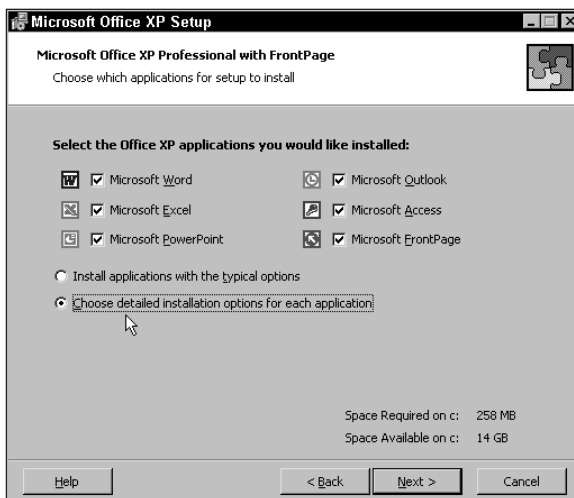 Microsoft Office XP Setup
Microsoft Office XP Professional with FrontPage
Choose which applications for setup to install
Select the Office XP applications you would like installed:
Microsoft Word
Microsoft Outlook
Microsoft Excel
Microsoft Access
Microsoft PowerPoint
Microsoft FrontPage
Install applications with the typical options
Choose detailed installation options for each application
Space Required on c: 258 MB
Space Available on c: 14 GB
Help
< Back
Next >
Cancel